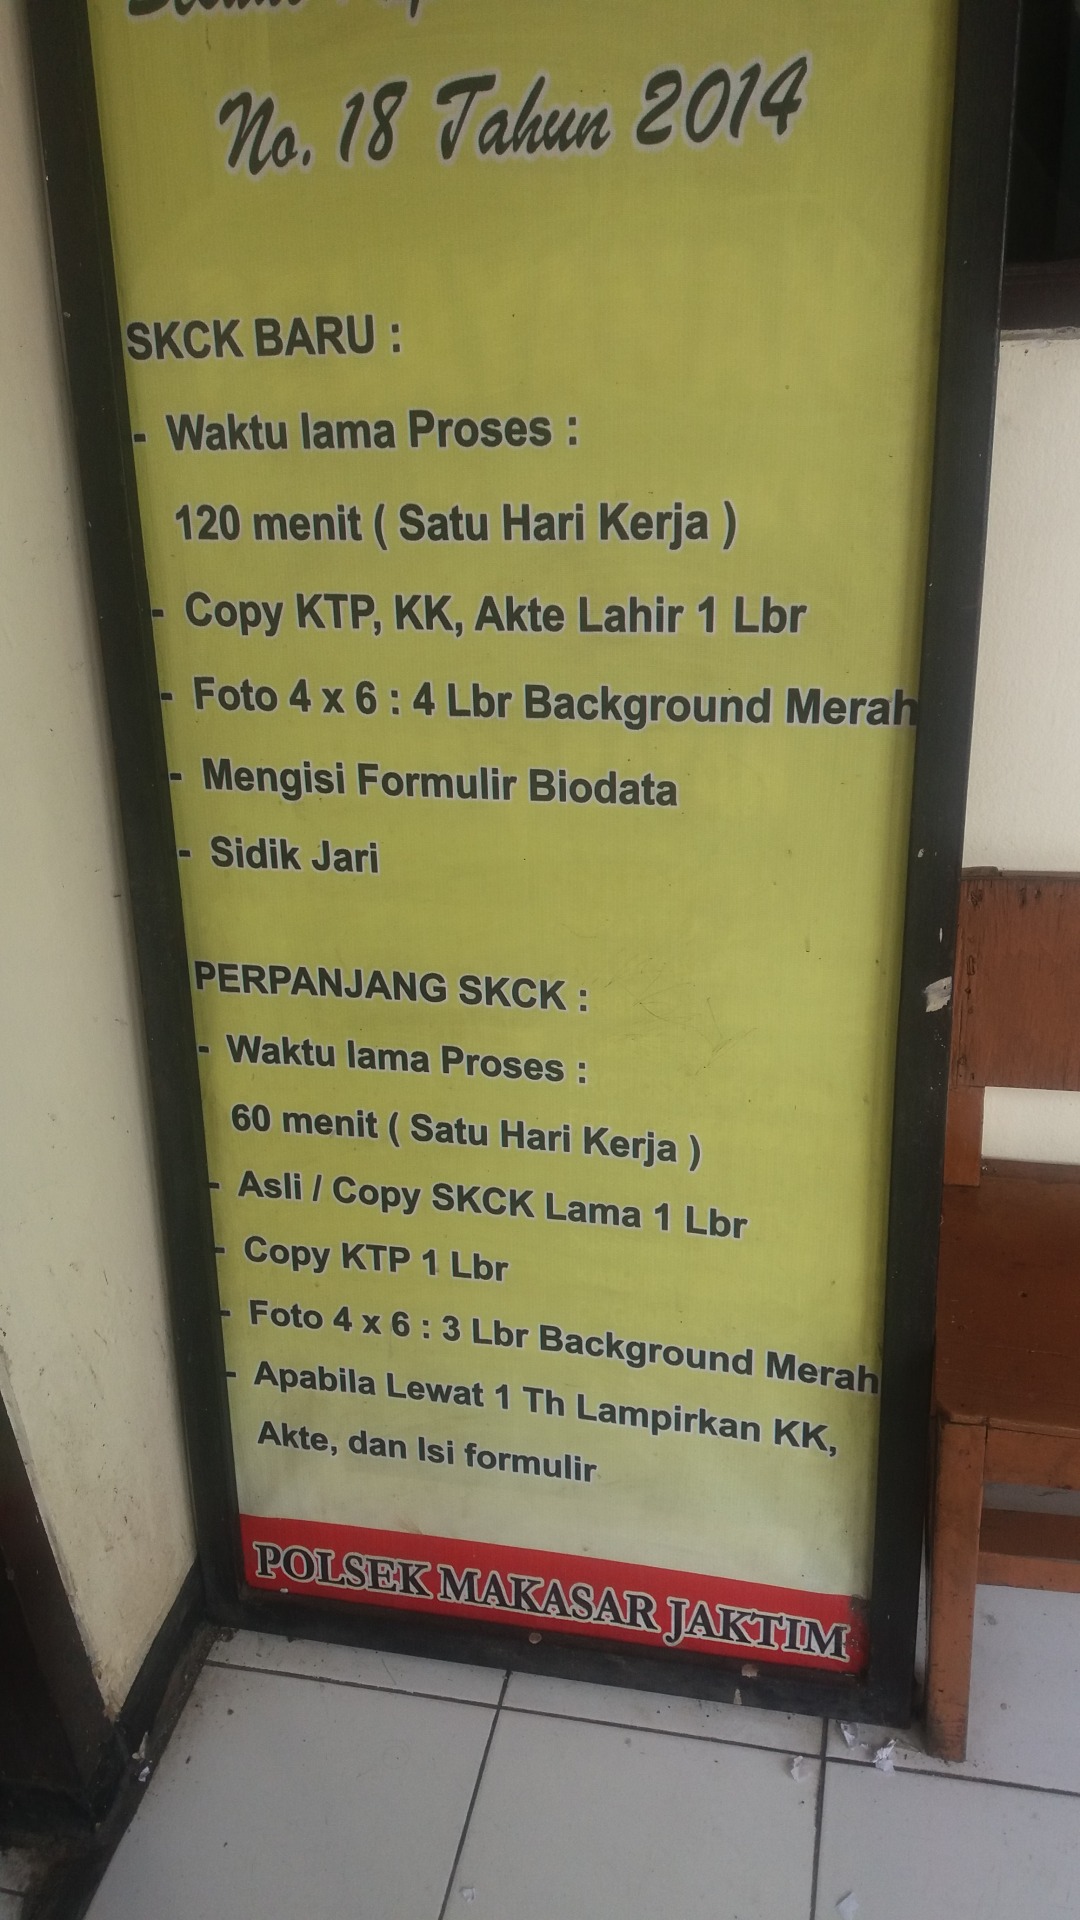 No. 18 Tahun 2014
SKCK BARU :
- Waktu lama Proses :
120 menit ( Satu Hari Kerja )
- Copy KTP, KK, Akte Lahir 1 Lbr
- Foto 4 x 6 : 4 Lbr Background Merah
- Mengisi Formulir Biodata
- Sidik Jari
PERPANJANG SKCK :
- Waktu lama Proses :
60 menit ( Satu Hari Kerja )
- Asli / Copy SKCK Lama 1 Lbr
- Copy KTP 1 Lbr
- Foto 4 x 6 : 3 Lbr Background Merah
- Apabila Lewat 1 Th Lampirkan KK,
Akte, dan Isi formulir
POLSEK MAKASAR JAKTIM